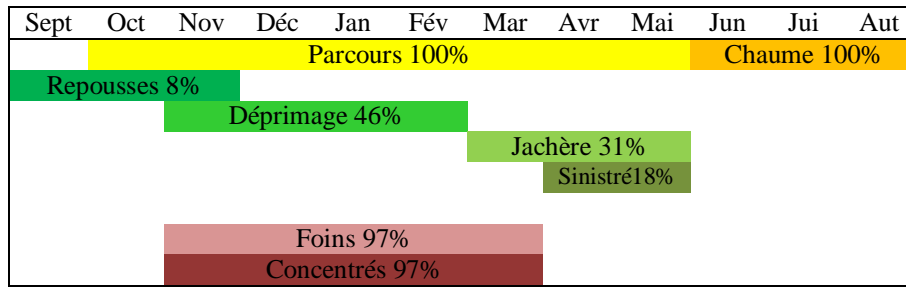 Sept Oct Nov Déc Jan Fév Mar Avr Mai Jun Jui Aut
Parcours 100% Chaume 100%
Repousses 8%
Déprimage 46%
Jachère 31%
Sinistré18%
Foins 97%
Concentrés 97%